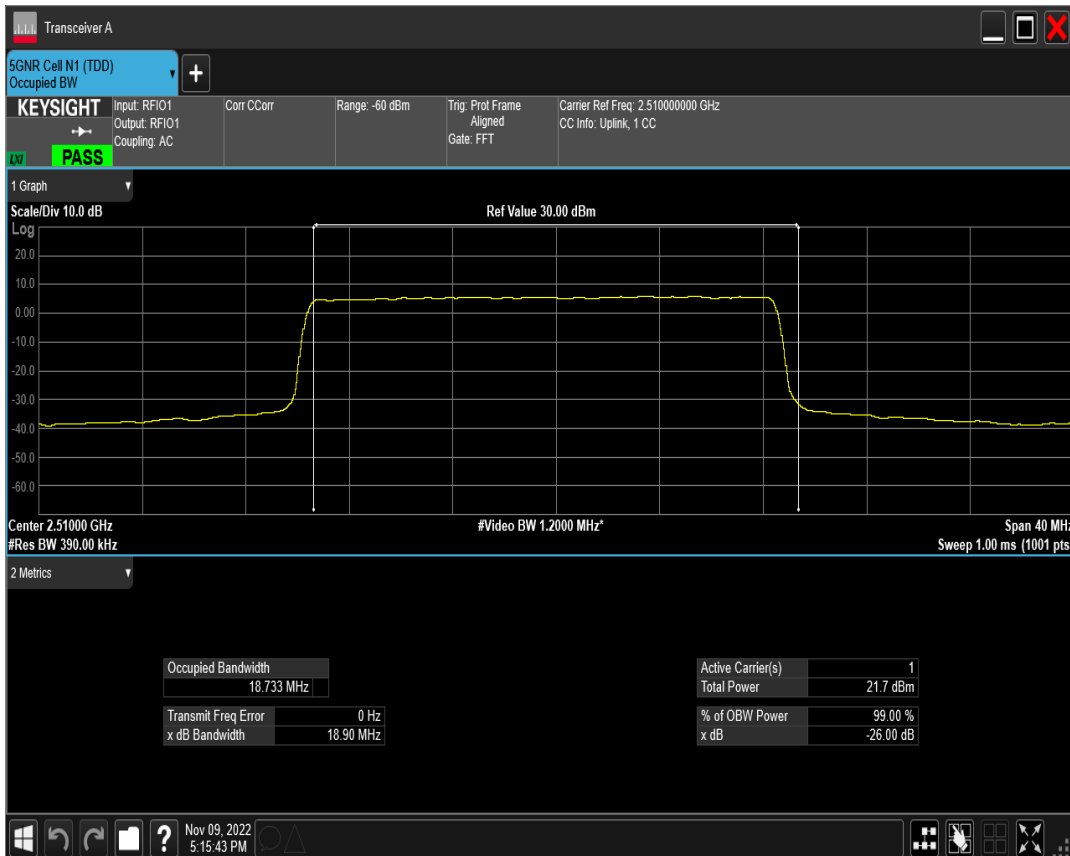 Transceiver A
5GNR Cell N1 (TDD)
Occupied BW
+
KEYSIGHT
LXI
PASS
Input: RFIO1
Output: RFIO1
Coupling: AC
Corr CCorr
Range: -60 dBm
Trig: Prot Frame
Aligned
Gate: FFT
Carrier Ref Freq: 2.510000000 GHz
CC Info: Uplink, 1 CC
1 Graph
Scale/Div 10.0 dB
Ref Value 30.00 dBm
Log
20.0
10.0
0.00
-10.0
-20.0
-30.0
-40.0
-50.0
-60.0
Center 2.51000 GHz
#Video BW 1.2000 MHz*
Span 40 MHz
#Res BW 390.00 kHz
Sweep 1.00 ms (1001 pts
2 Metrics
Occupied Bandwidth
18.733 MHz
Transmit Freq Error 0 Hz
x dB Bandwidth 18.90 MHz
Active Carrier(s) 1
Total Power 21.7 dBm
% of OBW Power 99.00 %
x dB -26.00 dB
?
Nov 09, 2022
5:15:43 PM